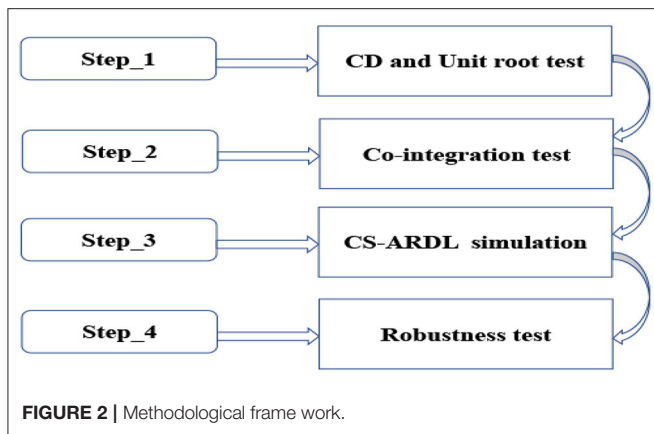 Step_1
CD and Unit root test
Step_2
Co-integration test
Step_3
CS-ARDL simulation
Step_4
Robustness test
FIGURE 2 | Methodological frame work.